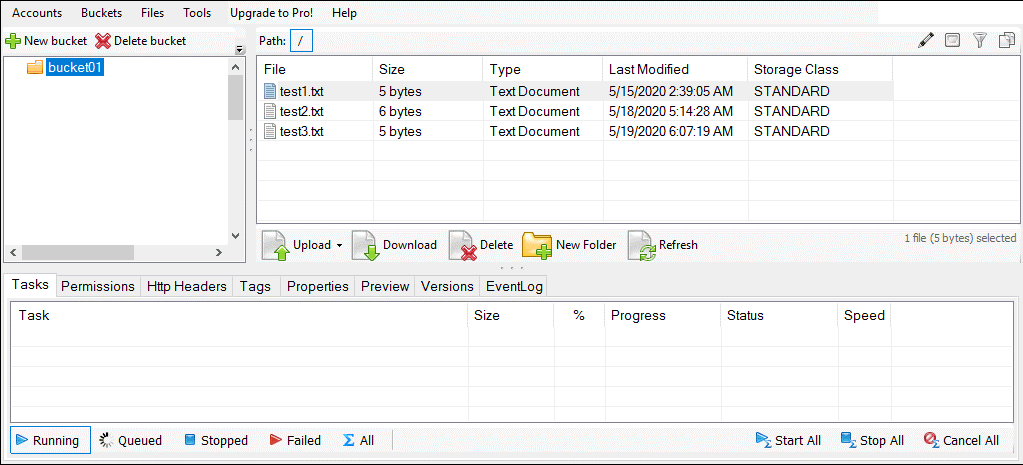 Accounts Buckets Files Tools Upgrade to Pro! Help
New bucket Delete bucket
Path: /
bucket01
File Size Type Last Modified Storage Class
test1.txt 5 bytes Text Document 5/15/2020 2:39:05 AM STANDARD
test2.txt 6 bytes Text Document 5/18/2020 5:14:28 AM STANDARD
test3.txt 5 bytes Text Document 5/19/2020 6:07:19 AM STANDARD
Upload Download Delete New Folder Refresh 1 file (5 bytes) selected
Tasks Permissions Http Headers Tags Properties Preview Versions EventLog
Task Size % Progress Status Speed
Running Queued Stopped Failed Σ All Start All Stop All Cancel All